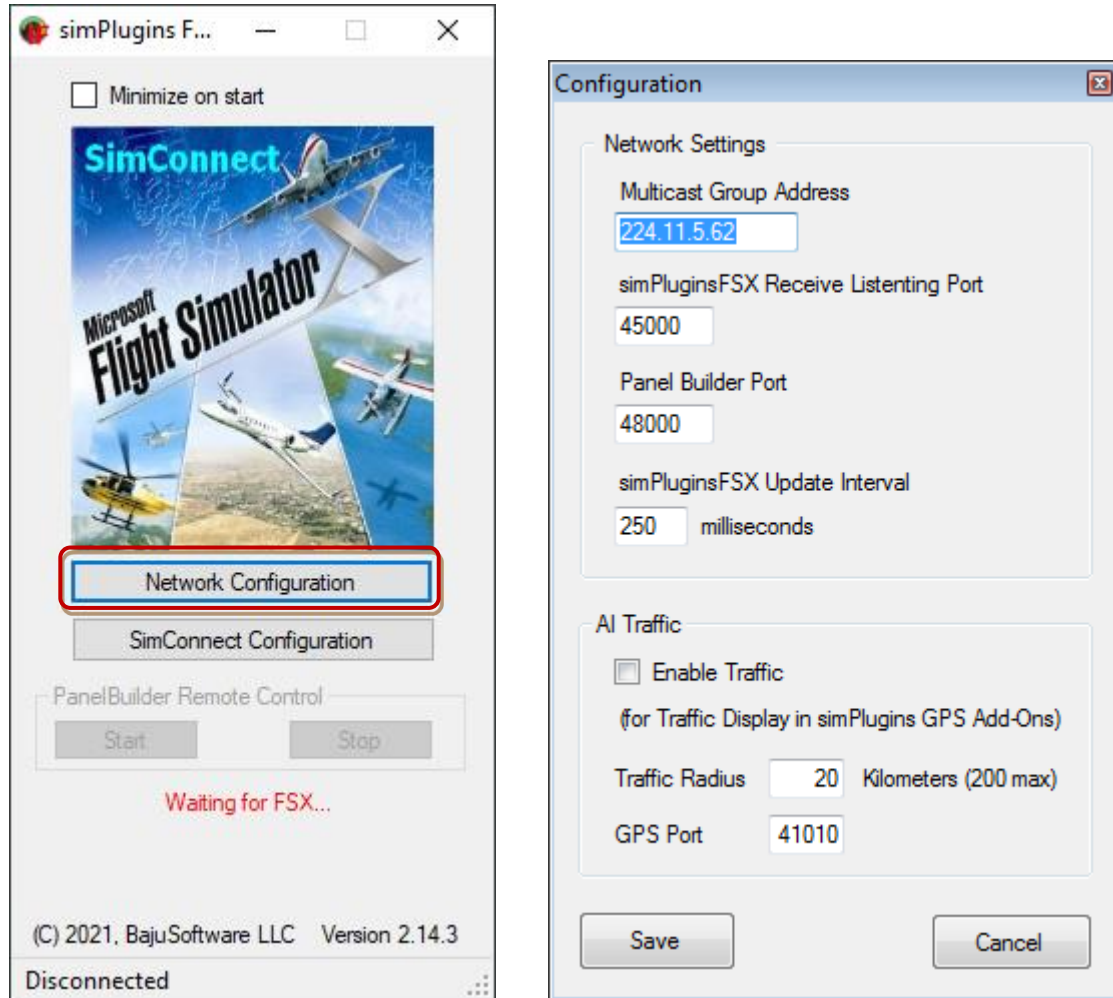 simPlugins F...
Minimize on start
SimConnect
Microsoft
Flight Simulator
X
Network Configuration
SimConnect Configuration
PanelBuilder Remote Control
Start Stop
Waiting for FSX...
(C) 2021, BajuSoftware LLC Version 2.14.3
Disconnected
Configuration
Network Settings
Multicast Group Address
224.11.5.62
simPluginsFSX Receive Listenting Port
45000
Panel Builder Port
48000
simPluginsFSX Update Interval
250 milliseconds
AI Traffic
Enable Traffic
(for Traffic Display in simPlugins GPS Add-Ons)
Traffic Radius 20 Kilometers (200 max)
GPS Port 41010
Save Cancel